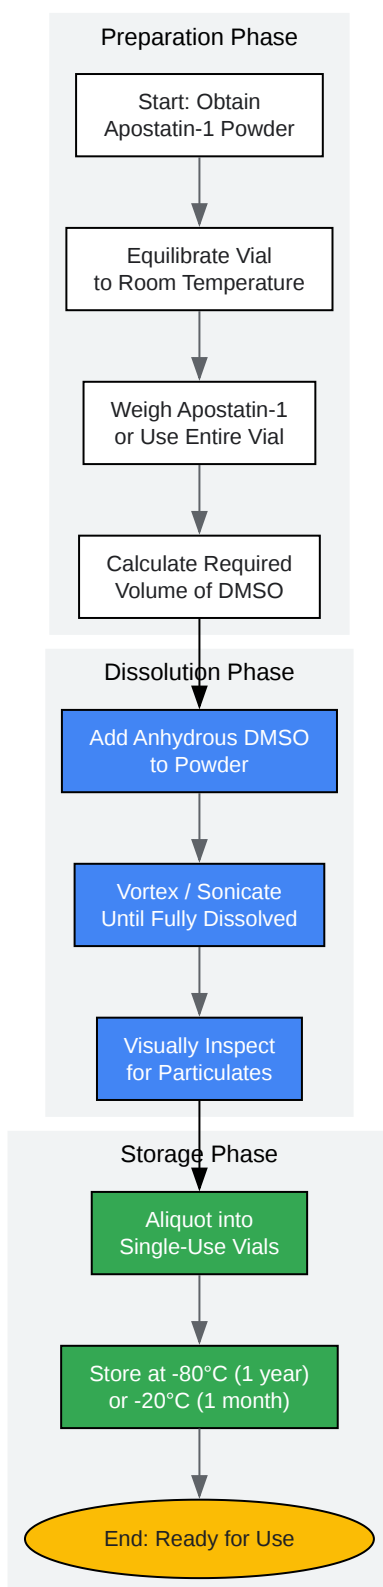 Preparation Phase
Start: Obtain
Apostatin-1 Powder
Equilibrate Vial
to Room Temperature
Weigh Apostatin-1
or Use Entire Vial
Calculate Required
Volume of DMSO
Dissolution Phase
Add Anhydrous DMSO
to Powder
Vortex / Sonicate
Until Fully Dissolved
Visually Inspect
for Particulates
Storage Phase
Aliquot into
Single-Use Vials
Store at -80°C (1 year)
or -20°C (1 month)
End: Ready for Use